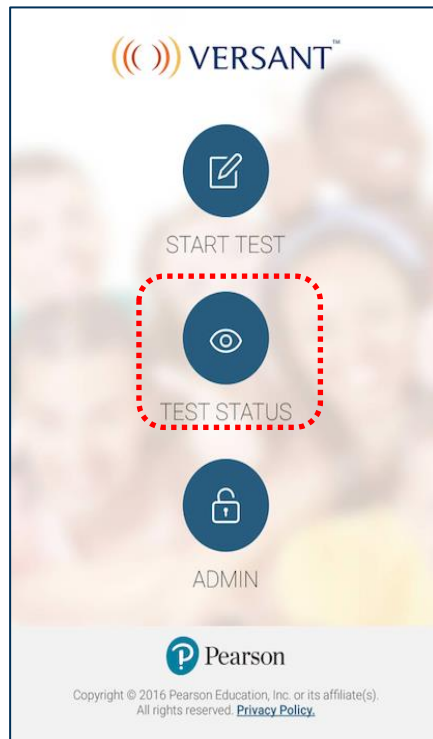 VERSANT™
START TEST
TEST STATUS
ADMIN
Pearson
Copyright © 2016 Pearson Education, Inc. or its affiliate(s).
All rights reserved. Privacy Policy.